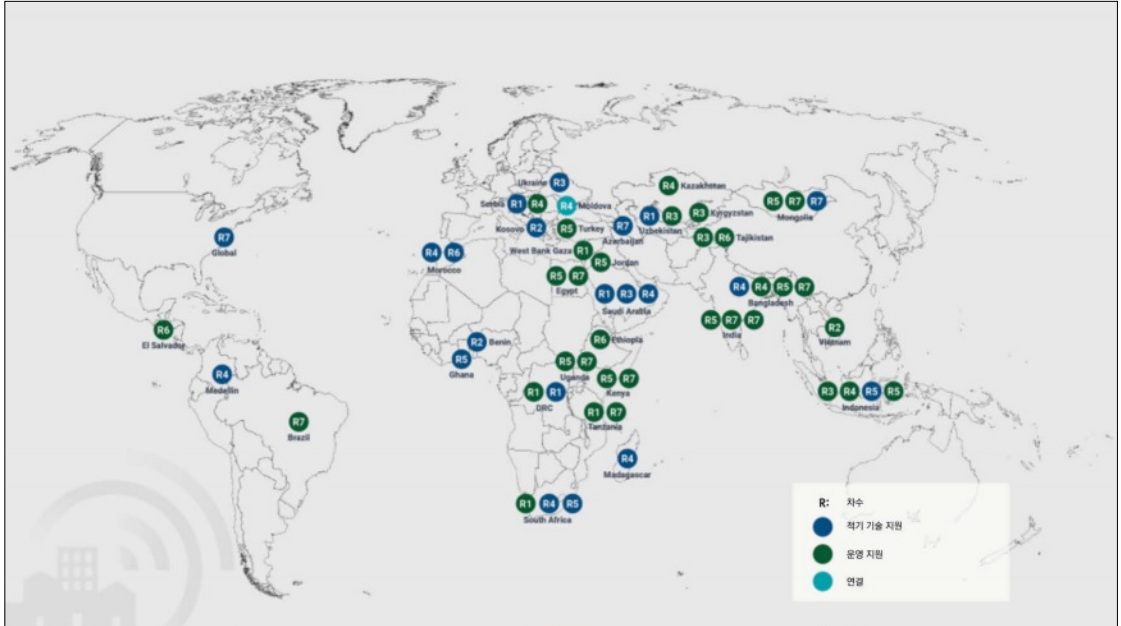 Ukraine R3
R4 Kazakhstan
Serbia R1 R4
R4 Moldova
R5 R7 R7
Mongolie
R1 R3
Uzbekistan
R3 Kyrgyzstan
Kosovo R2
R5 Turkey
R7
Azarbaijan
R3 R6 Tajikistan
R7
Global
R4 R6
Morocco
West Bank Gaza R1
R5 Jordan
R5 R7
Egypt
R1 R3 R4
Saudi Arabia
R4 R4 R5 R7
Bangladesh
R5 R7 R7
India
R2
Vietnam
R6
El Salvador
R2 Benin
R5
Ghana
R6 Ethiopia
R5 R7
Uganda
R5 R7
Kenya
R4
Medellin
R1 R1
DRC
R3 R4 R5 R5
Indonesia
R1 R7
Tanzania
R7
Brazil
R4
Madagascar
R1 R4 R5
South Africa
R: 차수
적기 기술 지원
운영 지원
연결